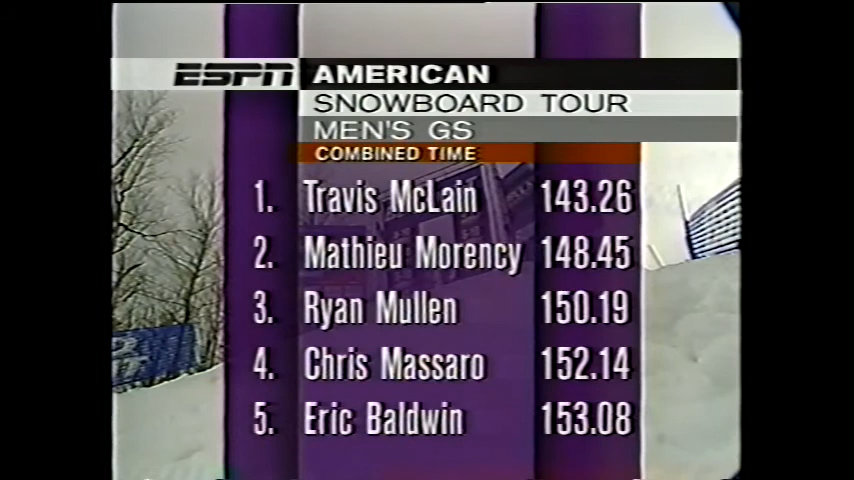 ESPN AMERICAN
SNOWBOARD TOUR
MEN'S GS
COMBINED TIME
1. Travis McLain 143.26
2. Mathieu Morency 148.45
3. Ryan Mullen 150.19
4. Chris Massaro 152.14
5. Eric Baldwin 153.08